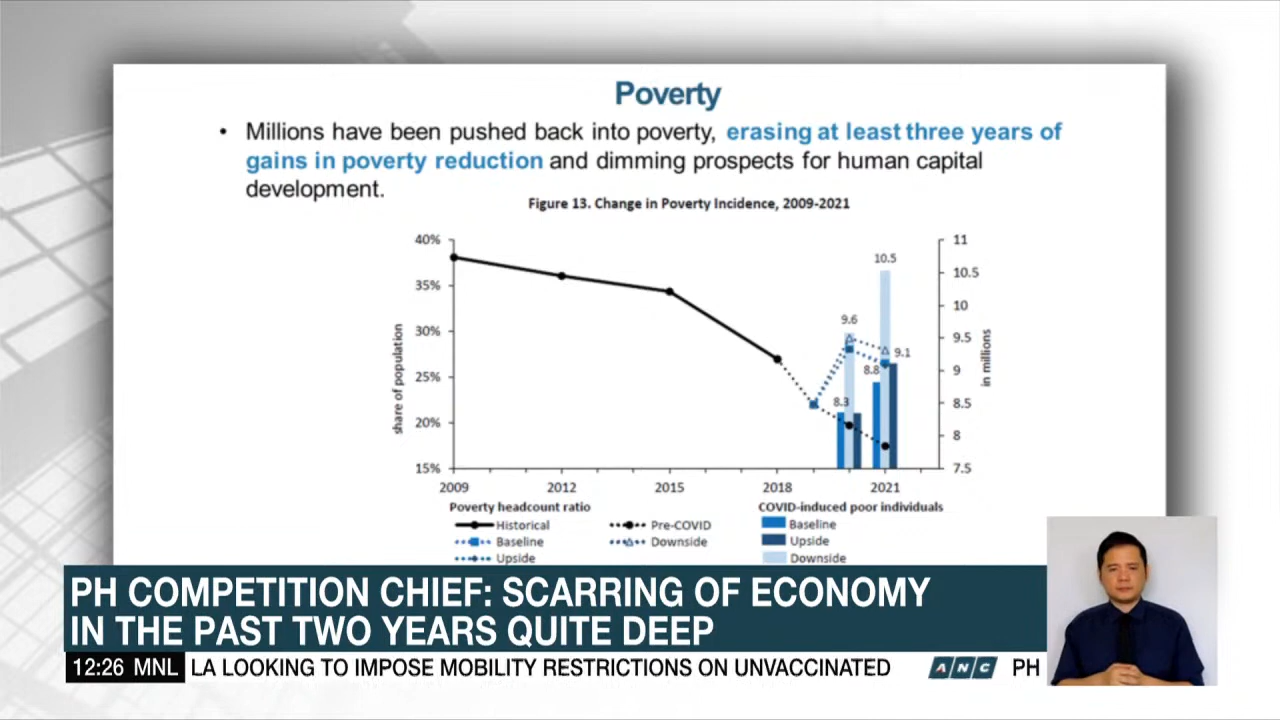 Poverty
• Millions have been pushed back into poverty, erasing at least three years of
gains in poverty reduction and dimming prospects for human capital
development.
Figure 13. Change in Poverty Incidence, 2009-2021
40%
35%
30%
25%
20%
15%
share of population
11
10.5
10
9.5
9
8.5
8
7.5
in millions
10.5
9.6
9.1
8.8
8.3
2009 2012 2015 2018 2021
Poverty headcount ratio
Historical
Pre-COVID
Baseline
Downside
Upside
COVID-induced poor individuals
Baseline
Upside
Downside
PH COMPETITION CHIEF: SCARRING OF ECONOMY
IN THE PAST TWO YEARS QUITE DEEP
12:26 MNL LA LOOKING TO IMPOSE MOBILITY RESTRICTIONS ON UNVACCINATED ANC PH